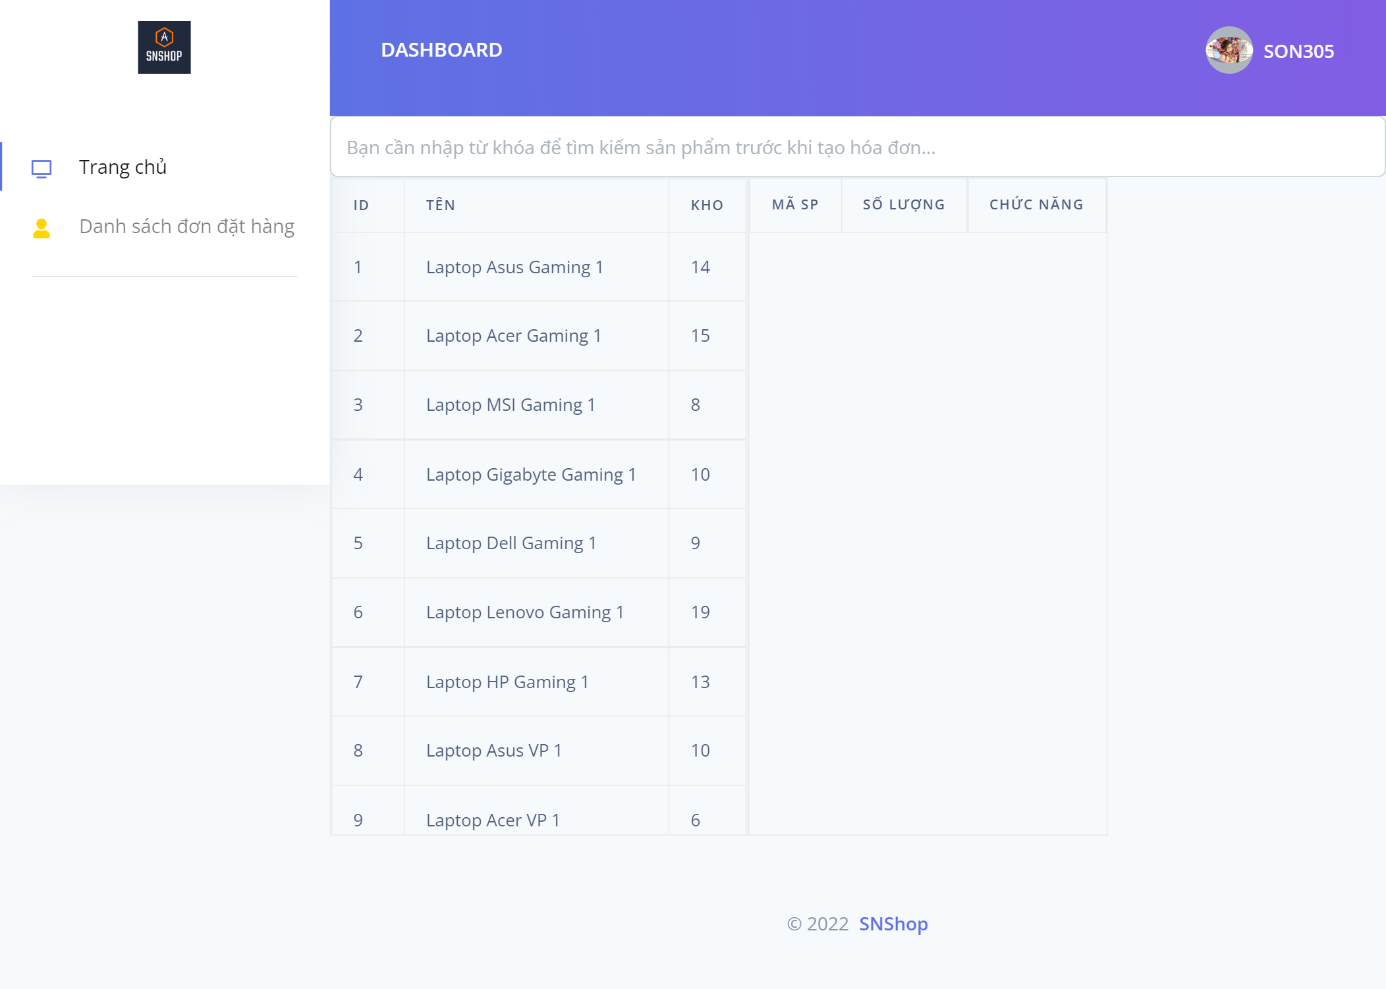 SNSHOP
DASHBOARD
SON305
Trang chủ
Danh sách đơn đặt hàng
Bạn cần nhập từ khóa để tìm kiếm sản phẩm trước khi tạo hóa đơn...
ID TÊN KHO MÃ SP SỐ LƯỢNG CHỨC NĂNG
1 Laptop Asus Gaming 1 14
2 Laptop Acer Gaming 1 15
3 Laptop MSI Gaming 1 8
4 Laptop Gigabyte Gaming 1 10
5 Laptop Dell Gaming 1 9
6 Laptop Lenovo Gaming 1 19
7 Laptop HP Gaming 1 13
8 Laptop Asus VP 1 10
9 Laptop Acer VP 1 6
© 2022 SNShop